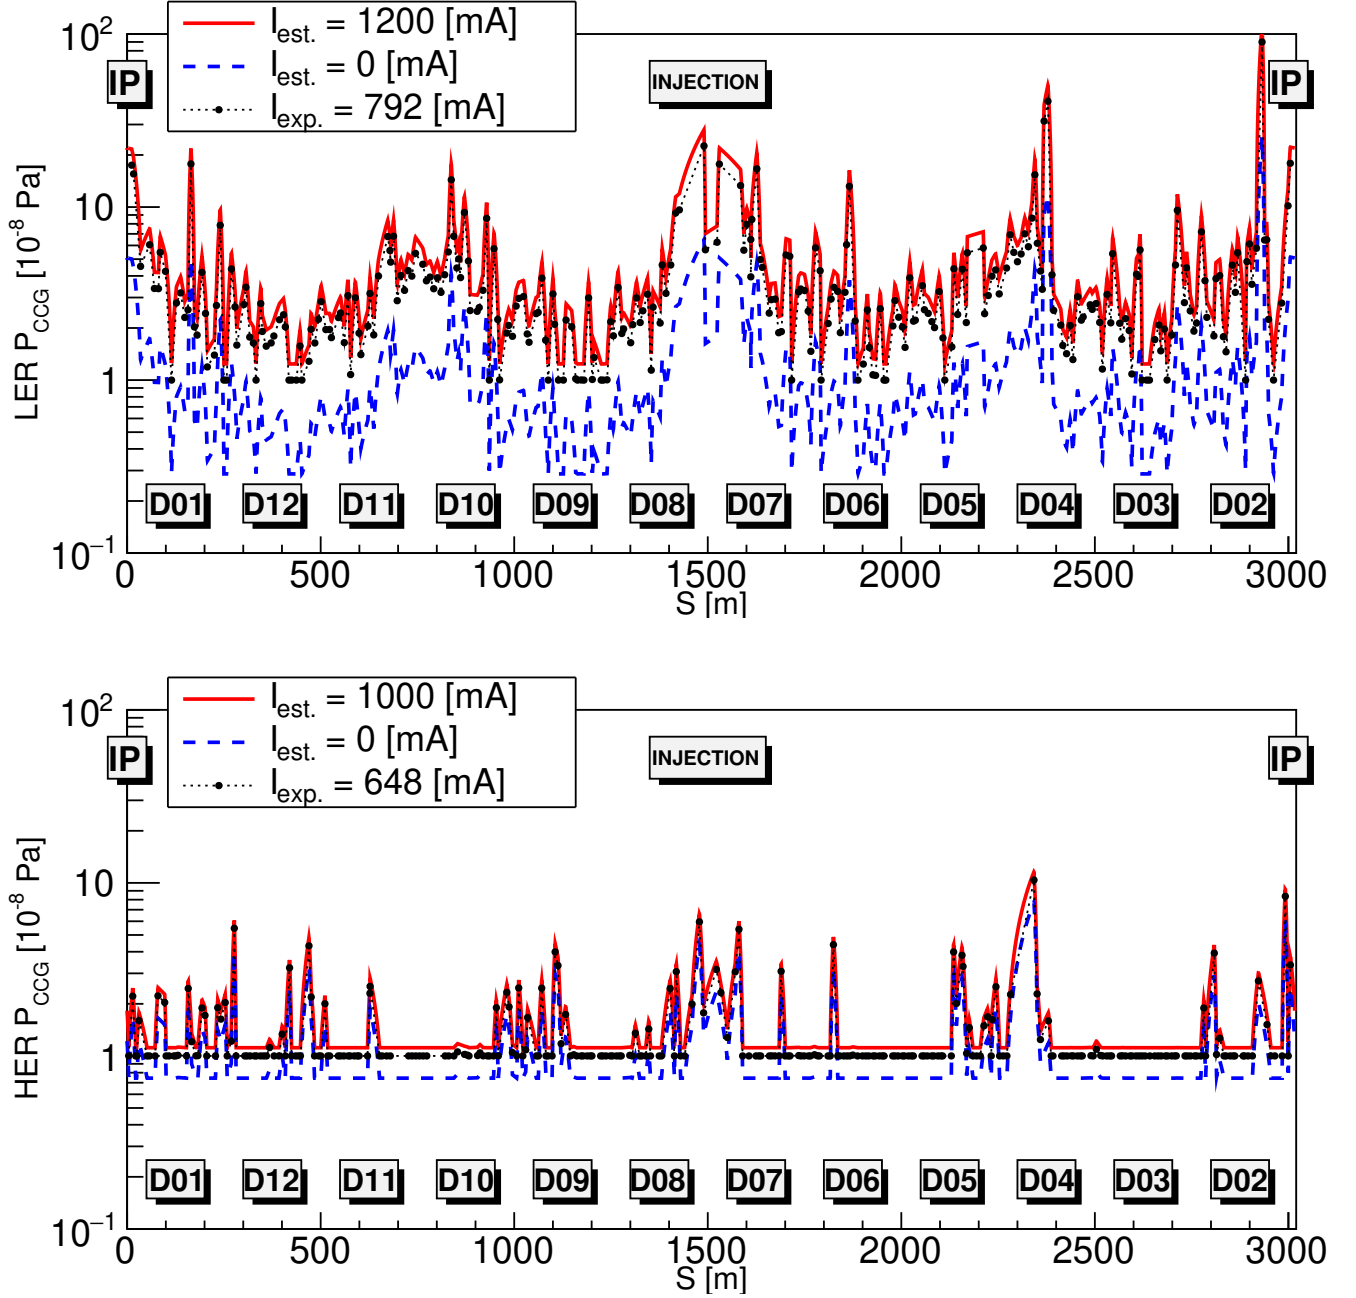 I_est. = 1200 [mA]
I_est. = 0 [mA]
I_exp. = 792 [mA]
10^2
IP
INJECTION
IP
LER P_CCG [10^-8 Pa]
10
1
D01 D12 D11 D10 D09 D08 D07 D06 D05 D04 D03 D02
10^−1
0 500 1000 1500 2000 2500 3000
S [m]
I_est. = 1000 [mA]
I_est. = 0 [mA]
I_exp. = 648 [mA]
10^2
IP
INJECTION
IP
HER P_CCG [10^-8 Pa]
10
1
D01 D12 D11 D10 D09 D08 D07 D06 D05 D04 D03 D02
10^−1
0 500 1000 1500 2000 2500 3000
S [m]